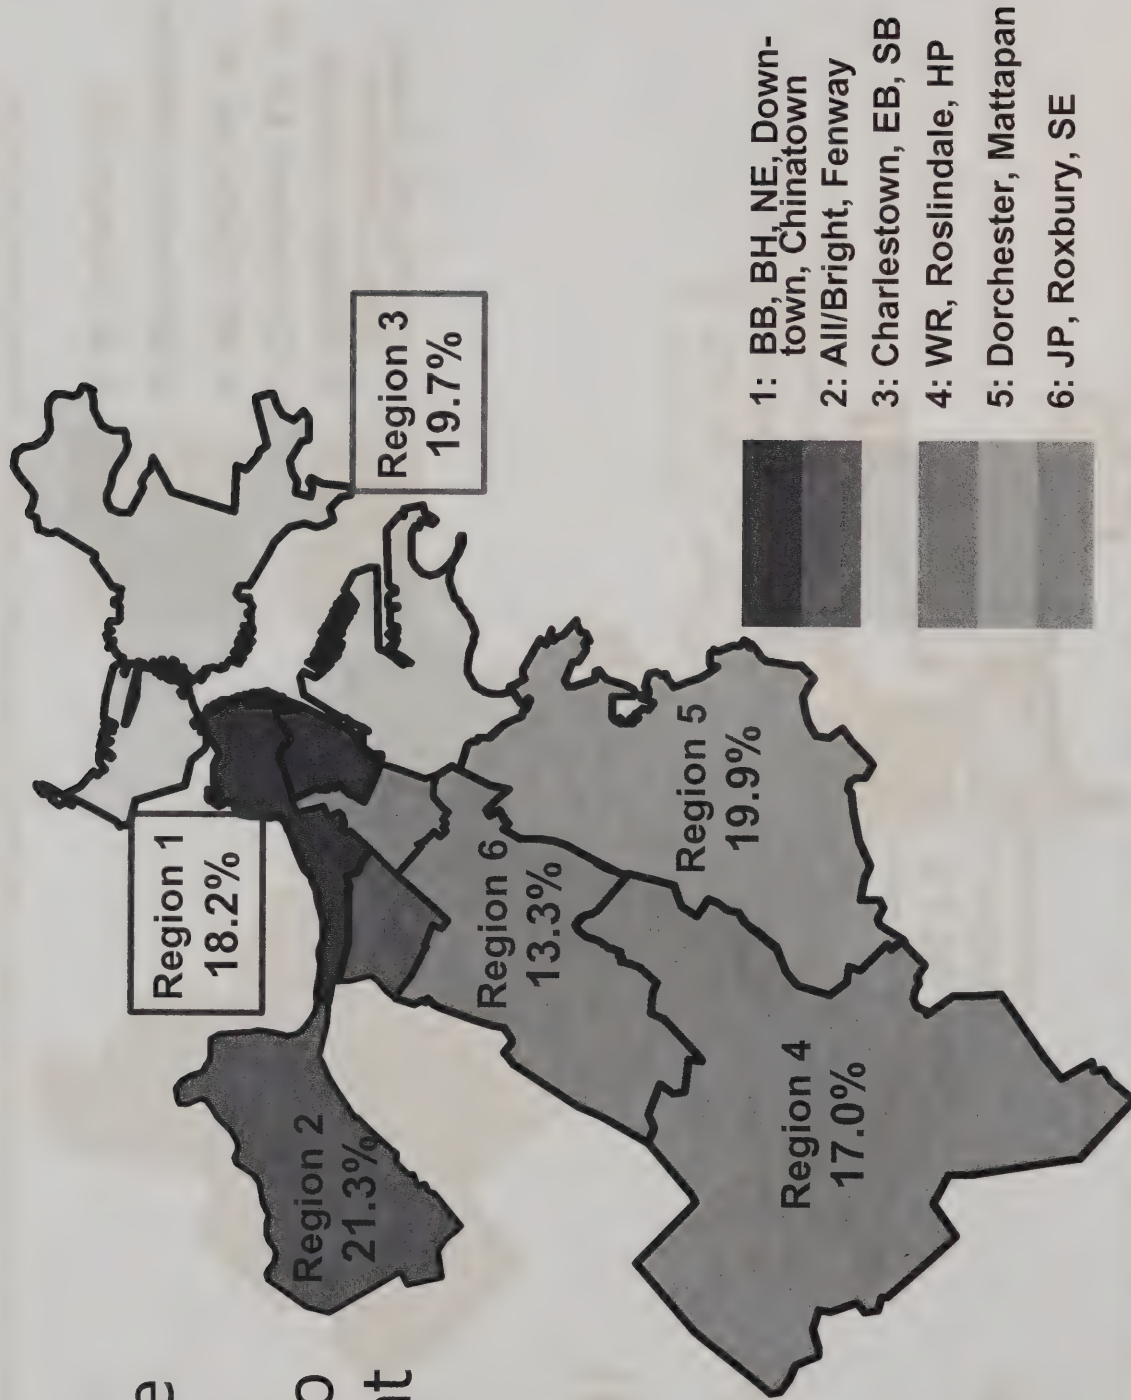 Region 1
18.2%
Region 2
21.3%
Region 3
19.7%
Region 4
17.0%
Region 5
19.9%
Region 6
13.3%
1: BB, BH, NE, Down-
town, Chinatown
2: All/Bright, Fenway
3: Charlestown, EB, SB
4: WR, Roslindale, HP
5: Dorchester, Mattapan
6: JP, Roxbury, SE